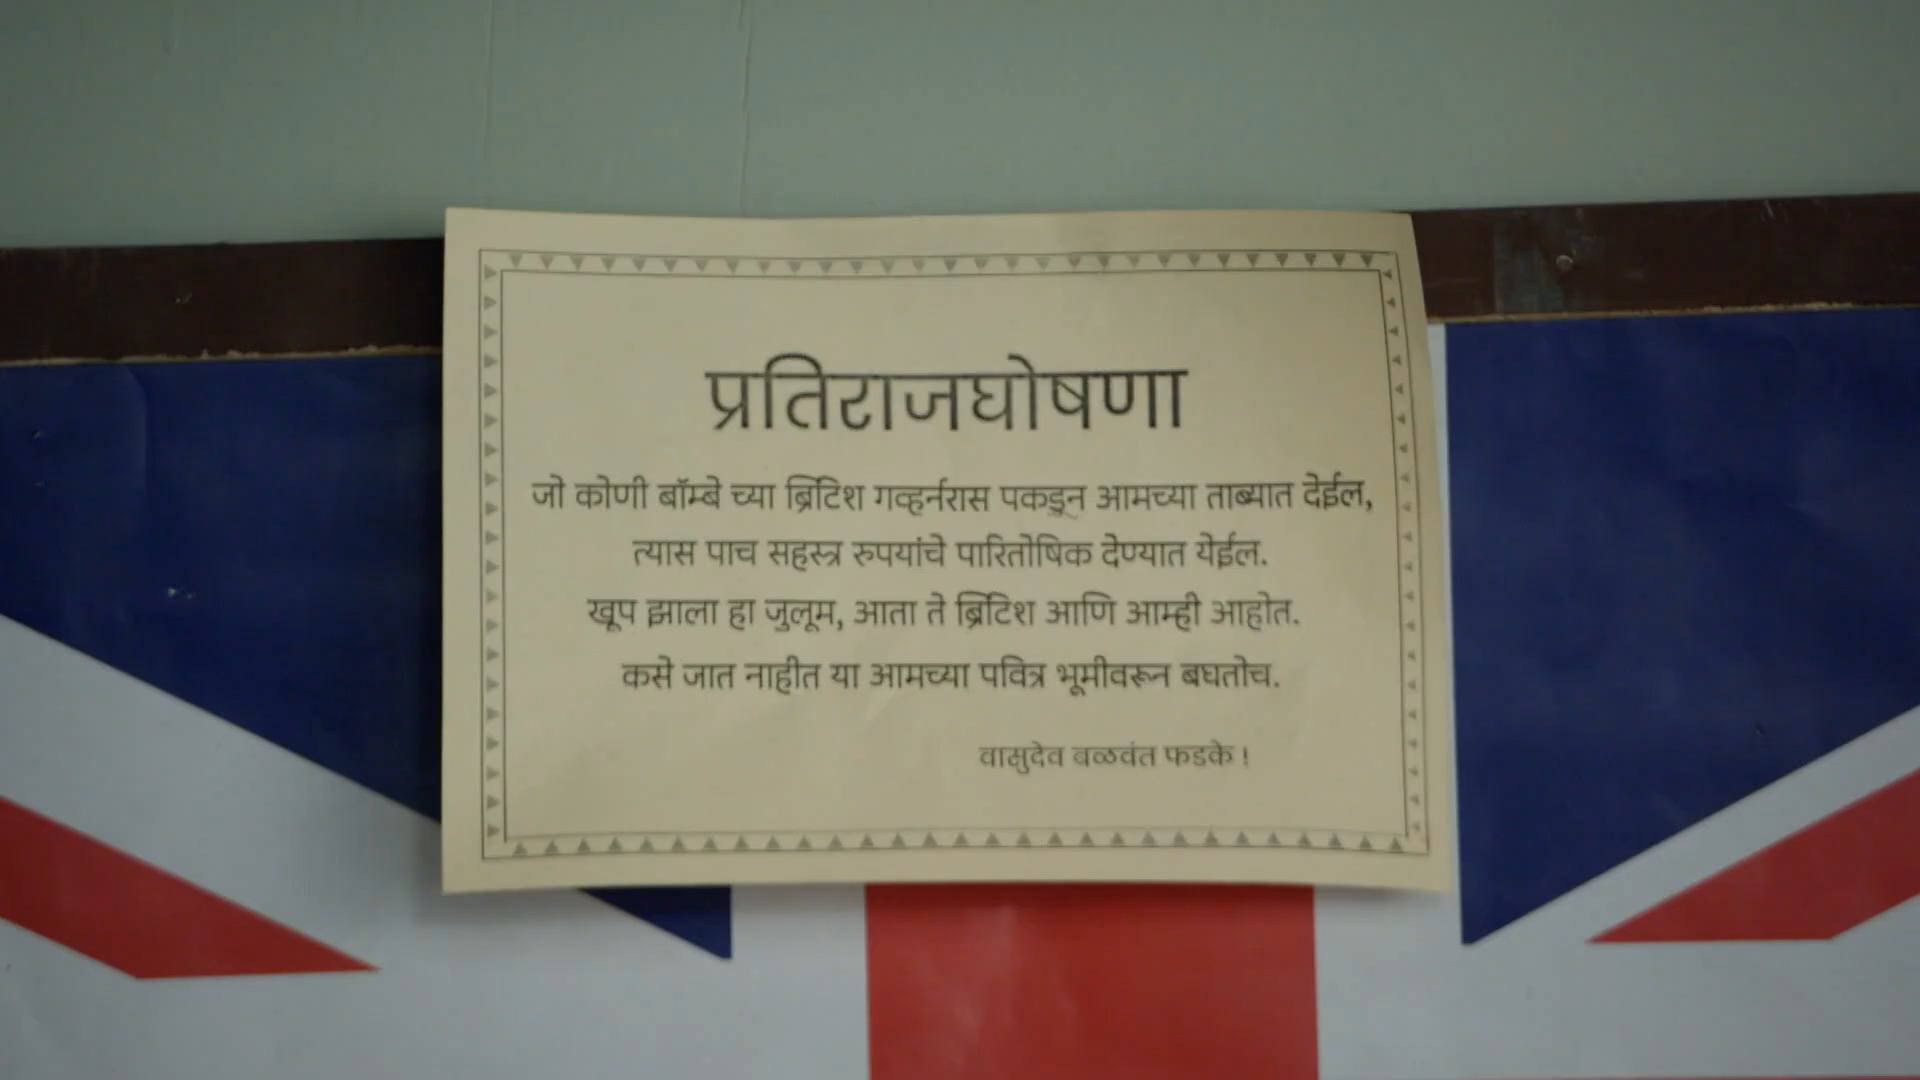 प्रतिराजघोषणा
जो कोणी बॉम्बे च्या ब्रिटिश गव्हर्नरास पकडुन आमच्या ताब्यात देईल,
त्यास पाच सहस्त्र रुपयांचे पारितोषिक देण्यात येईल.
खूप झाला हा जुलूम, आता ते ब्रिटिश आणि आम्ही आहोत.
कसे जात नाहीत या आमच्या पवित्र भूमीवरून बघतोच.
वासुदेव बळवंत फडके !